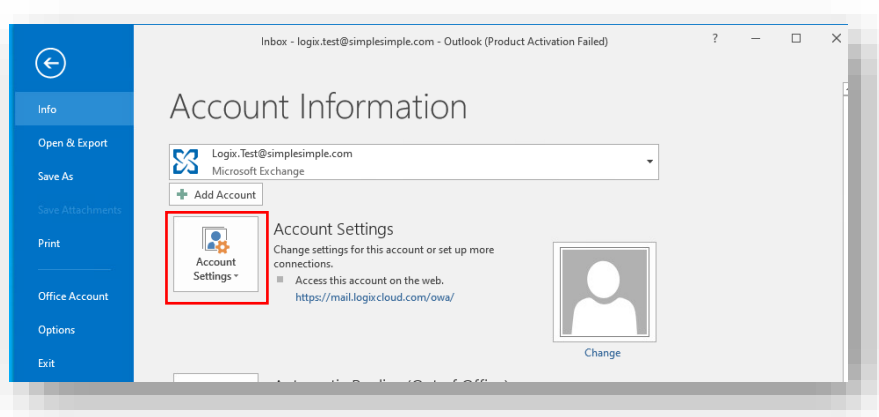 Inbox - logix.test@simplesimple.com - Outlook (Product Activation Failed)
?
Info
Open & Export
Save As
Save Attachments
Print
Office Account
Options
Exit
Account Information
Logix.Test@simplesimple.com
Microsoft Exchange
Add Account
Account
Settings
Account Settings
Change settings for this account or set up more
connections.
Access this account on the web.
https://mail.logixcloud.com/owa/
Change